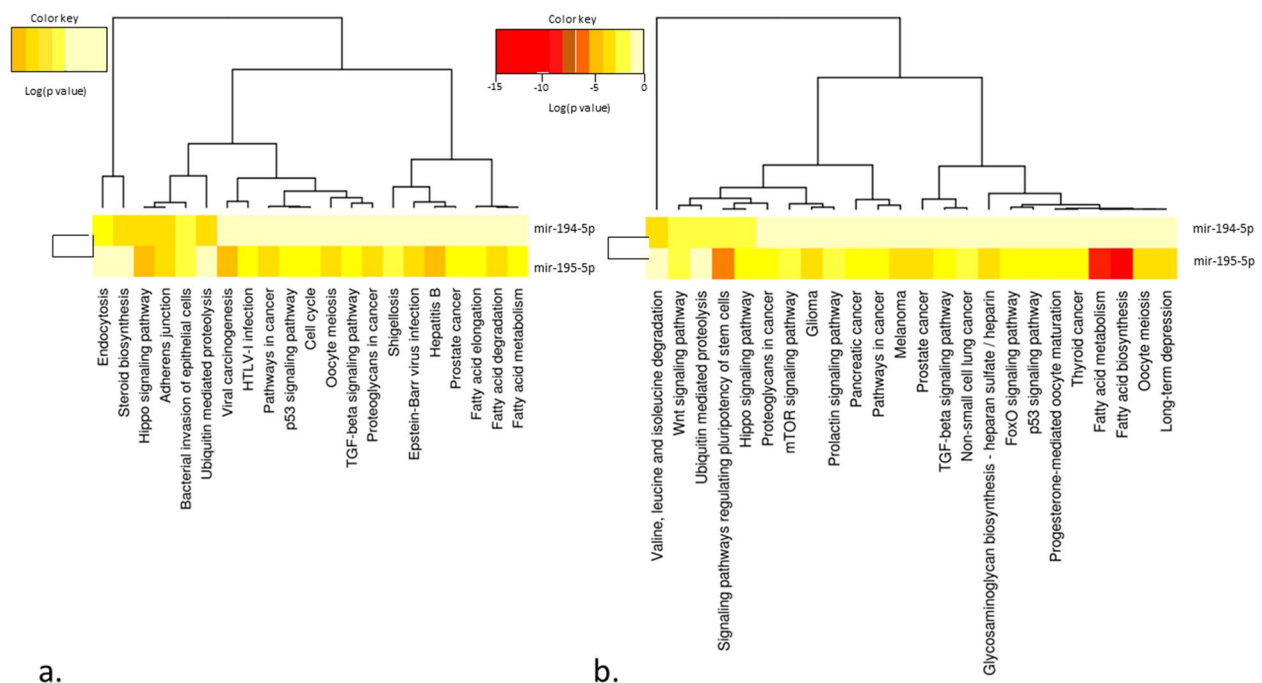 Color key
Log(p value)
mir-194-5p
mir-195-5p
Endocytosis
Steroid biosynthesis
Hippo signaling pathway
Adherens junction
Bacterial invasion of epithelial cells
Ubiquitin mediated proteolysis
Viral carcinogenesis
HTLV-I infection
Pathways in cancer
p53 signaling pathway
Cell cycle
Oocyte meiosis
TGF-beta signaling pathway
Proteoglycans in cancer
Shigellosis
Epstein-Barr virus infection
Hepatitis B
Prostate cancer
Fatty acid elongation
Fatty acid degradation
Fatty acid metabolism
a.
Color key
-15 -10 -5 0
Log(p value)
mir-194-5p
mir-195-5p
Valine, leucine and isoleucine degradation
Wnt signaling pathway
Ubiquitin mediated proteolysis
Signaling pathways regulating pluripotency of stem cells
Hippo signaling pathway
Proteoglycans in cancer
mTOR signaling pathway
Glioma
Prolactin signaling pathway
Pancreatic cancer
Pathways in cancer
Melanoma
Prostate cancer
TGF-beta signaling pathway
Non-small cell lung cancer
Glycosaminoglycan biosynthesis - heparan sulfate / heparin
FoxO signaling pathway
p53 signaling pathway
Progesterone-mediated oocyte maturation
Thyroid cancer
Fatty acid metabolism
Fatty acid biosynthesis
Oocyte meiosis
Long-term depression
b.